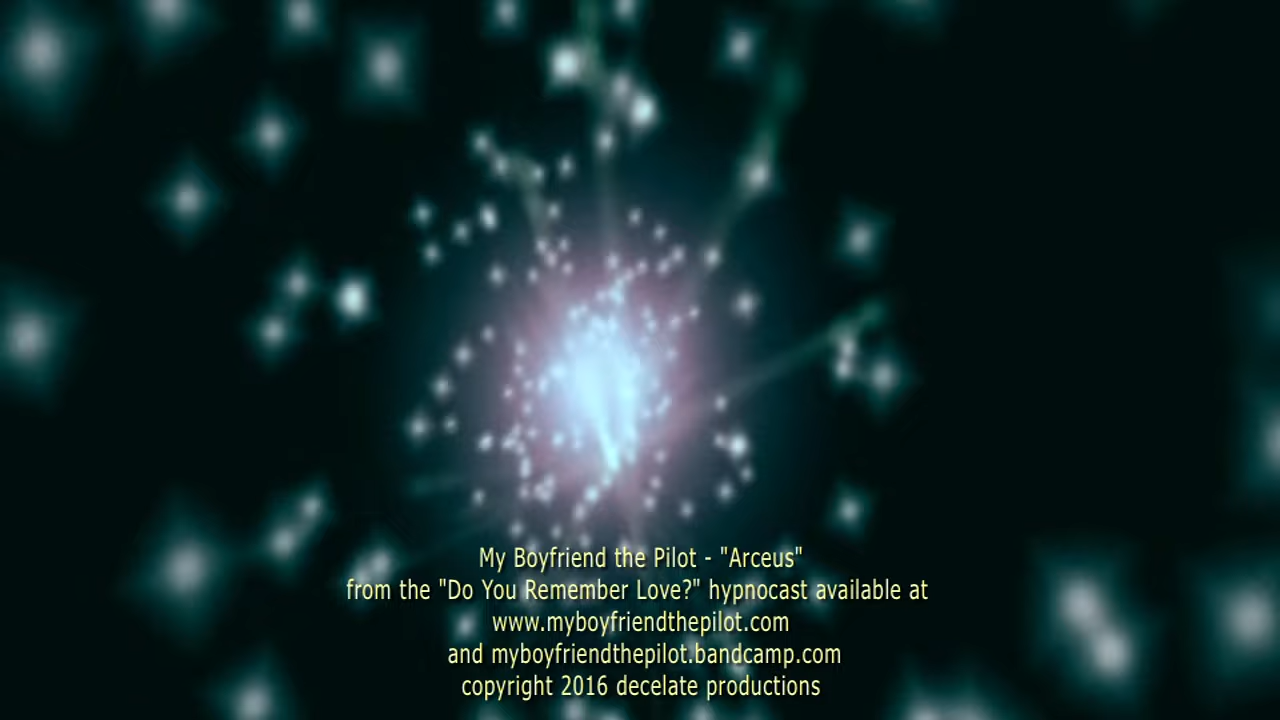 My Boyfriend the Pilot - "Arceus"
from the "Do You Remember Love?" hypnocast available at
www.myboyfriendthepilot.com
and myboyfriendthepilot.bandcamp.com
copyright 2016 decelate productions